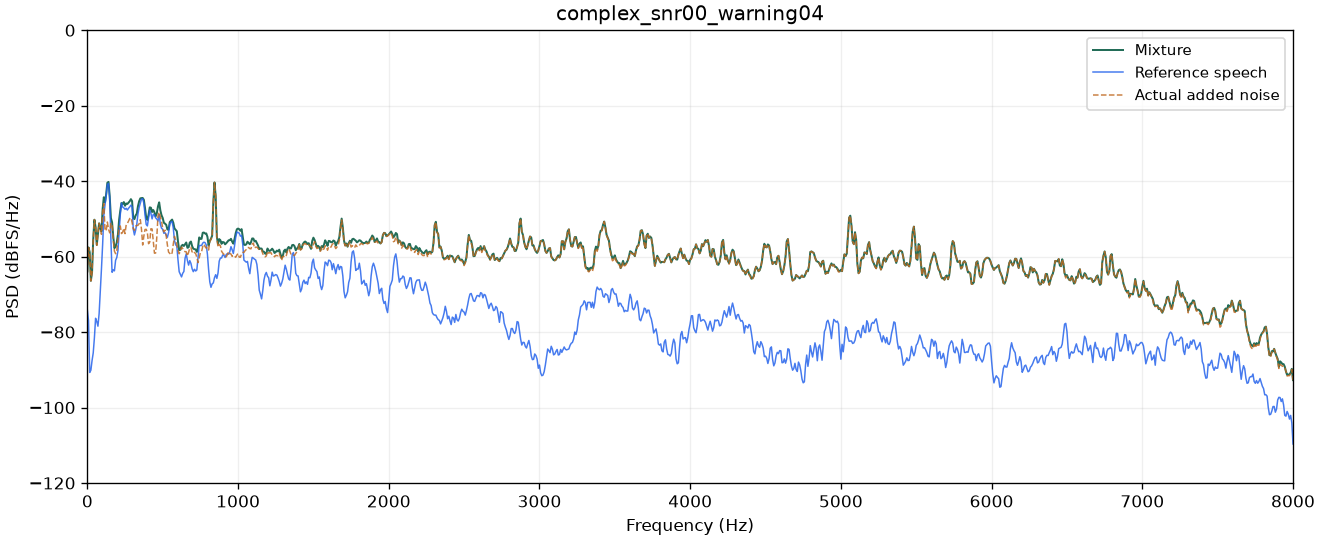 complex_snr00_warning04
Mixture
Reference speech
Actual added noise
PSD (dBFS/Hz)
0
−20
−40
−60
−80
−100
−120
0 1000 2000 3000 4000 5000 6000 7000 8000
Frequency (Hz)